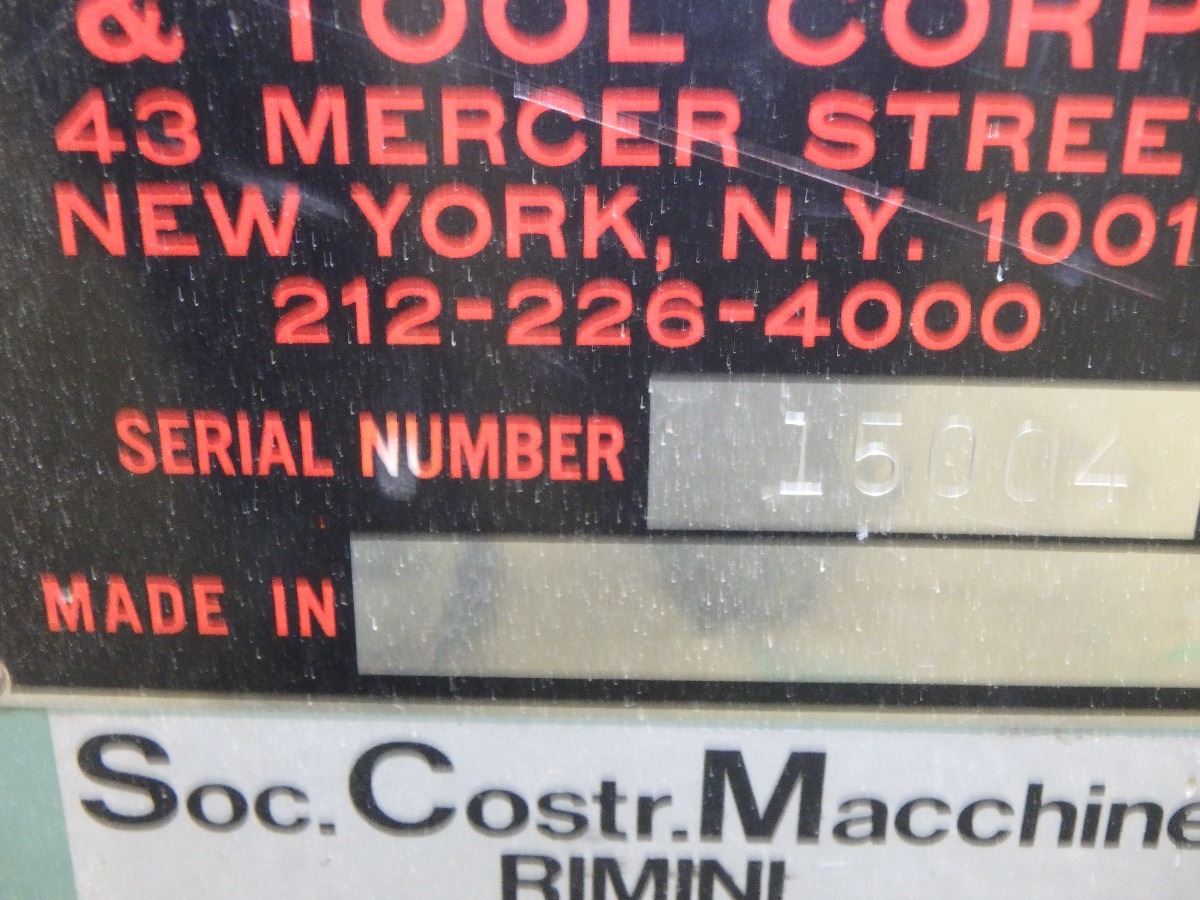 & TOOL CORP
43 MERCER STREE
NEW YORK, N.Y. 1001
212-226-4000
SERIAL NUMBER 15004
MADE IN
Soc. Costr. Macchine
RIMINI